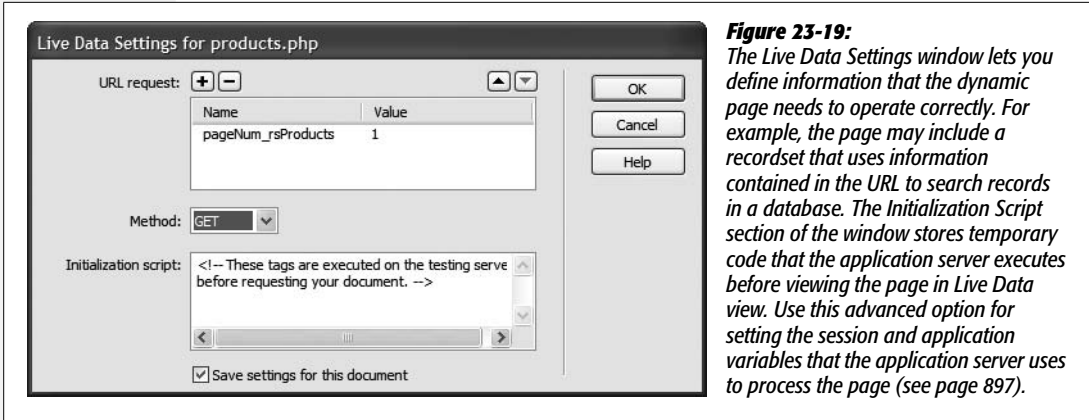 Live Data Settings for products.php
URL request:
Name Value
pageNum_rsProducts 1
Method: GET
Initialization script: <!-- These tags are executed on the testing serve
before requesting your document. -->
Save settings for this document
OK
Cancel
Help
Figure 23-19:
The Live Data Settings window lets you
define information that the dynamic
page needs to operate correctly. For
example, the page may include a
recordset that uses information
contained in the URL to search records
in a database. The Initialization Script
section of the window stores temporary
code that the application server executes
before viewing the page in Live Data
view. Use this advanced option for
setting the session and application
variables that the application server uses
to process the page (see page 897).